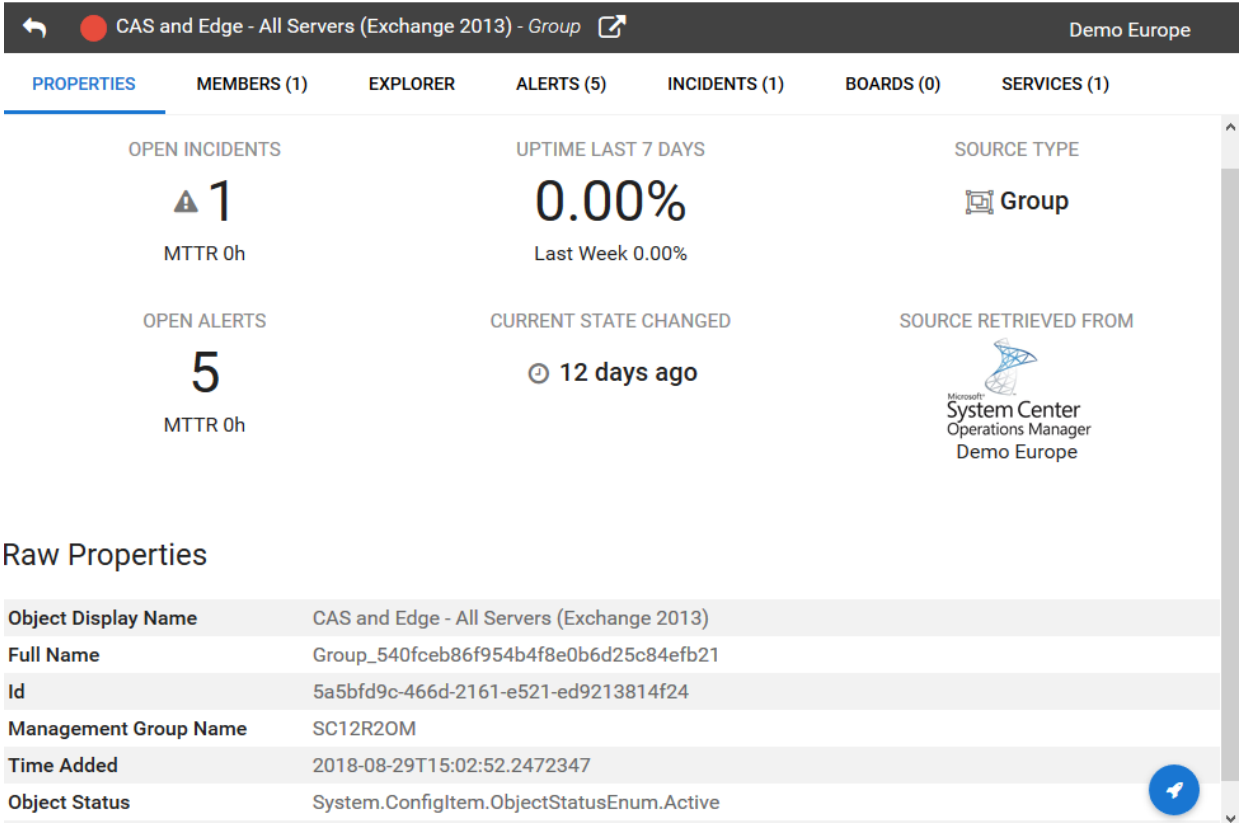 CAS and Edge - All Servers (Exchange 2013) - Group Demo Europe
PROPERTIES MEMBERS (1) EXPLORER ALERTS (5) INCIDENTS (1) BOARDS (0) SERVICES (1)
OPEN INCIDENTS UPTIME LAST 7 DAYS SOURCE TYPE
1 0.00% Group
MTTR 0h Last Week 0.00%
OPEN ALERTS CURRENT STATE CHANGED SOURCE RETRIEVED FROM
5 12 days ago
Microsoft®
System Center
Operations Manager
MTTR 0h
Demo Europe
Raw Properties
Object Display Name CAS and Edge - All Servers (Exchange 2013)
Full Name Group_540fceb86f954b4f8e0b6d25c84efb21
Id 5a5bfd9c-466d-2161-e521-ed9213814f24
Management Group Name SC12R2OM
Time Added 2018-08-29T15:02:52.2472347
Object Status System.ConfigItem.ObjectStatusEnum.Active